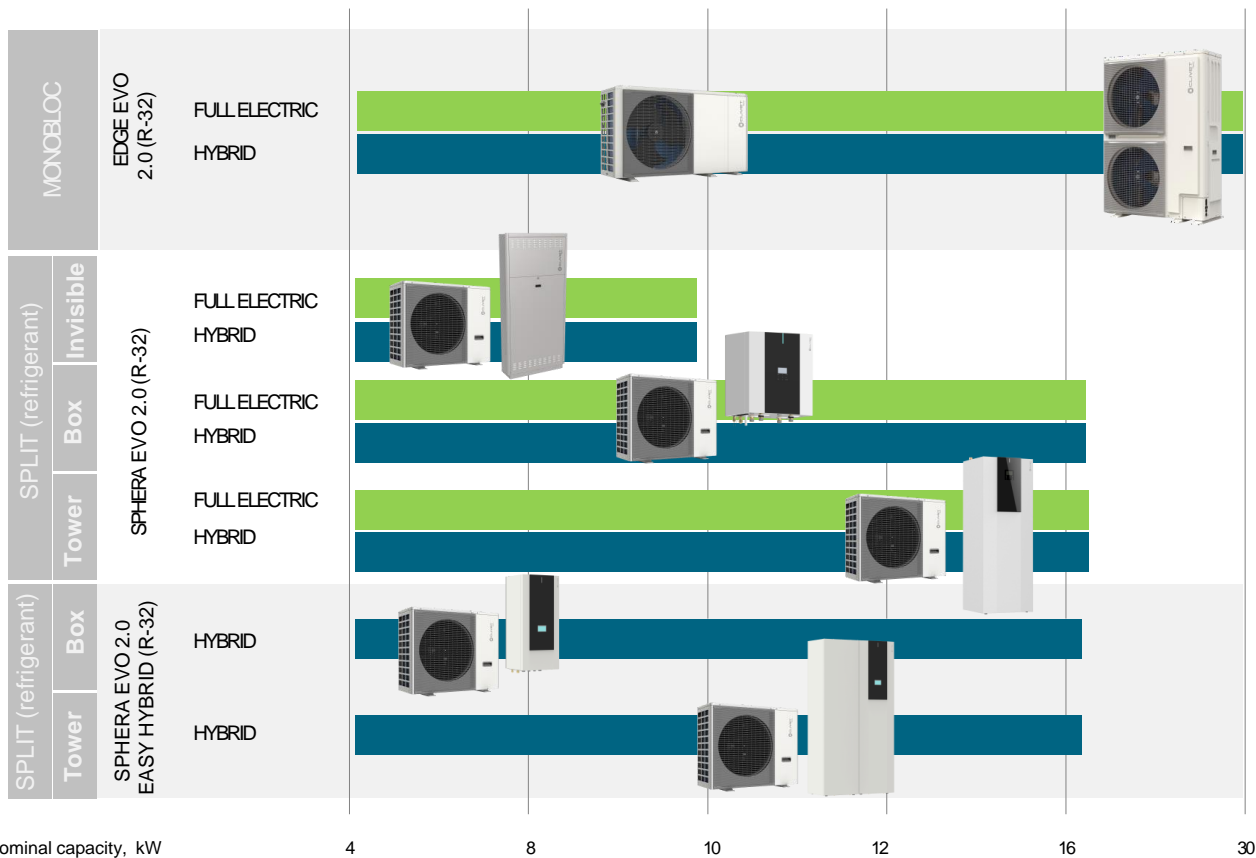 MONOBLOC
EDGE EVO
2.0 (R-32)
FULL ELECTRIC
HYBRID
SPLIT (refrigerant)
Invisible
Box
Tower
SPHERA EVO 2.0 (R-32)
FULL ELECTRIC
HYBRID
FULL ELECTRIC
HYBRID
FULL ELECTRIC
HYBRID
SPLIT (refrigerant)
Box
Tower
SPHERA EVO 2.0
EASY HYBRID (R-32)
HYBRID
HYBRID
ominal capacity, kW 4 8 10 12 16 30